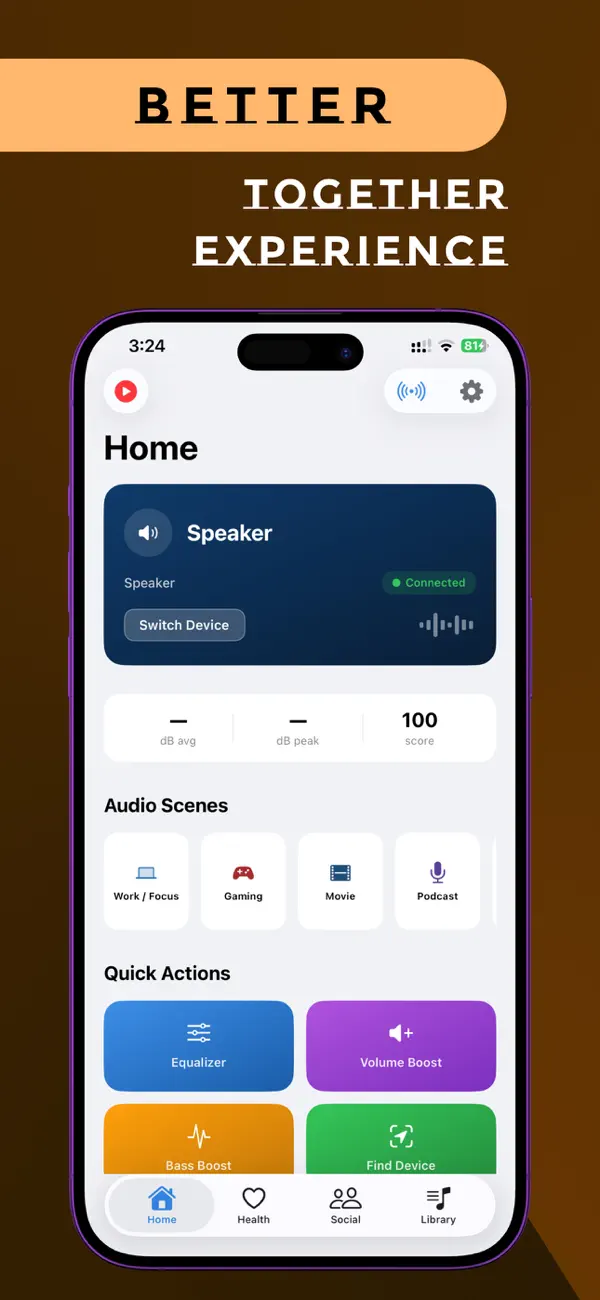 BETTER
TOGETHER
EXPERIENCE
3:24
81
Home
Speaker
Speaker
Connected
Switch Device
— — 100
dB avg dB peak score
Audio Scenes
Work / Focus Gaming Movie Podcast
Quick Actions
Equalizer Volume Boost
Bass Boost Find Device
Home Health Social Library